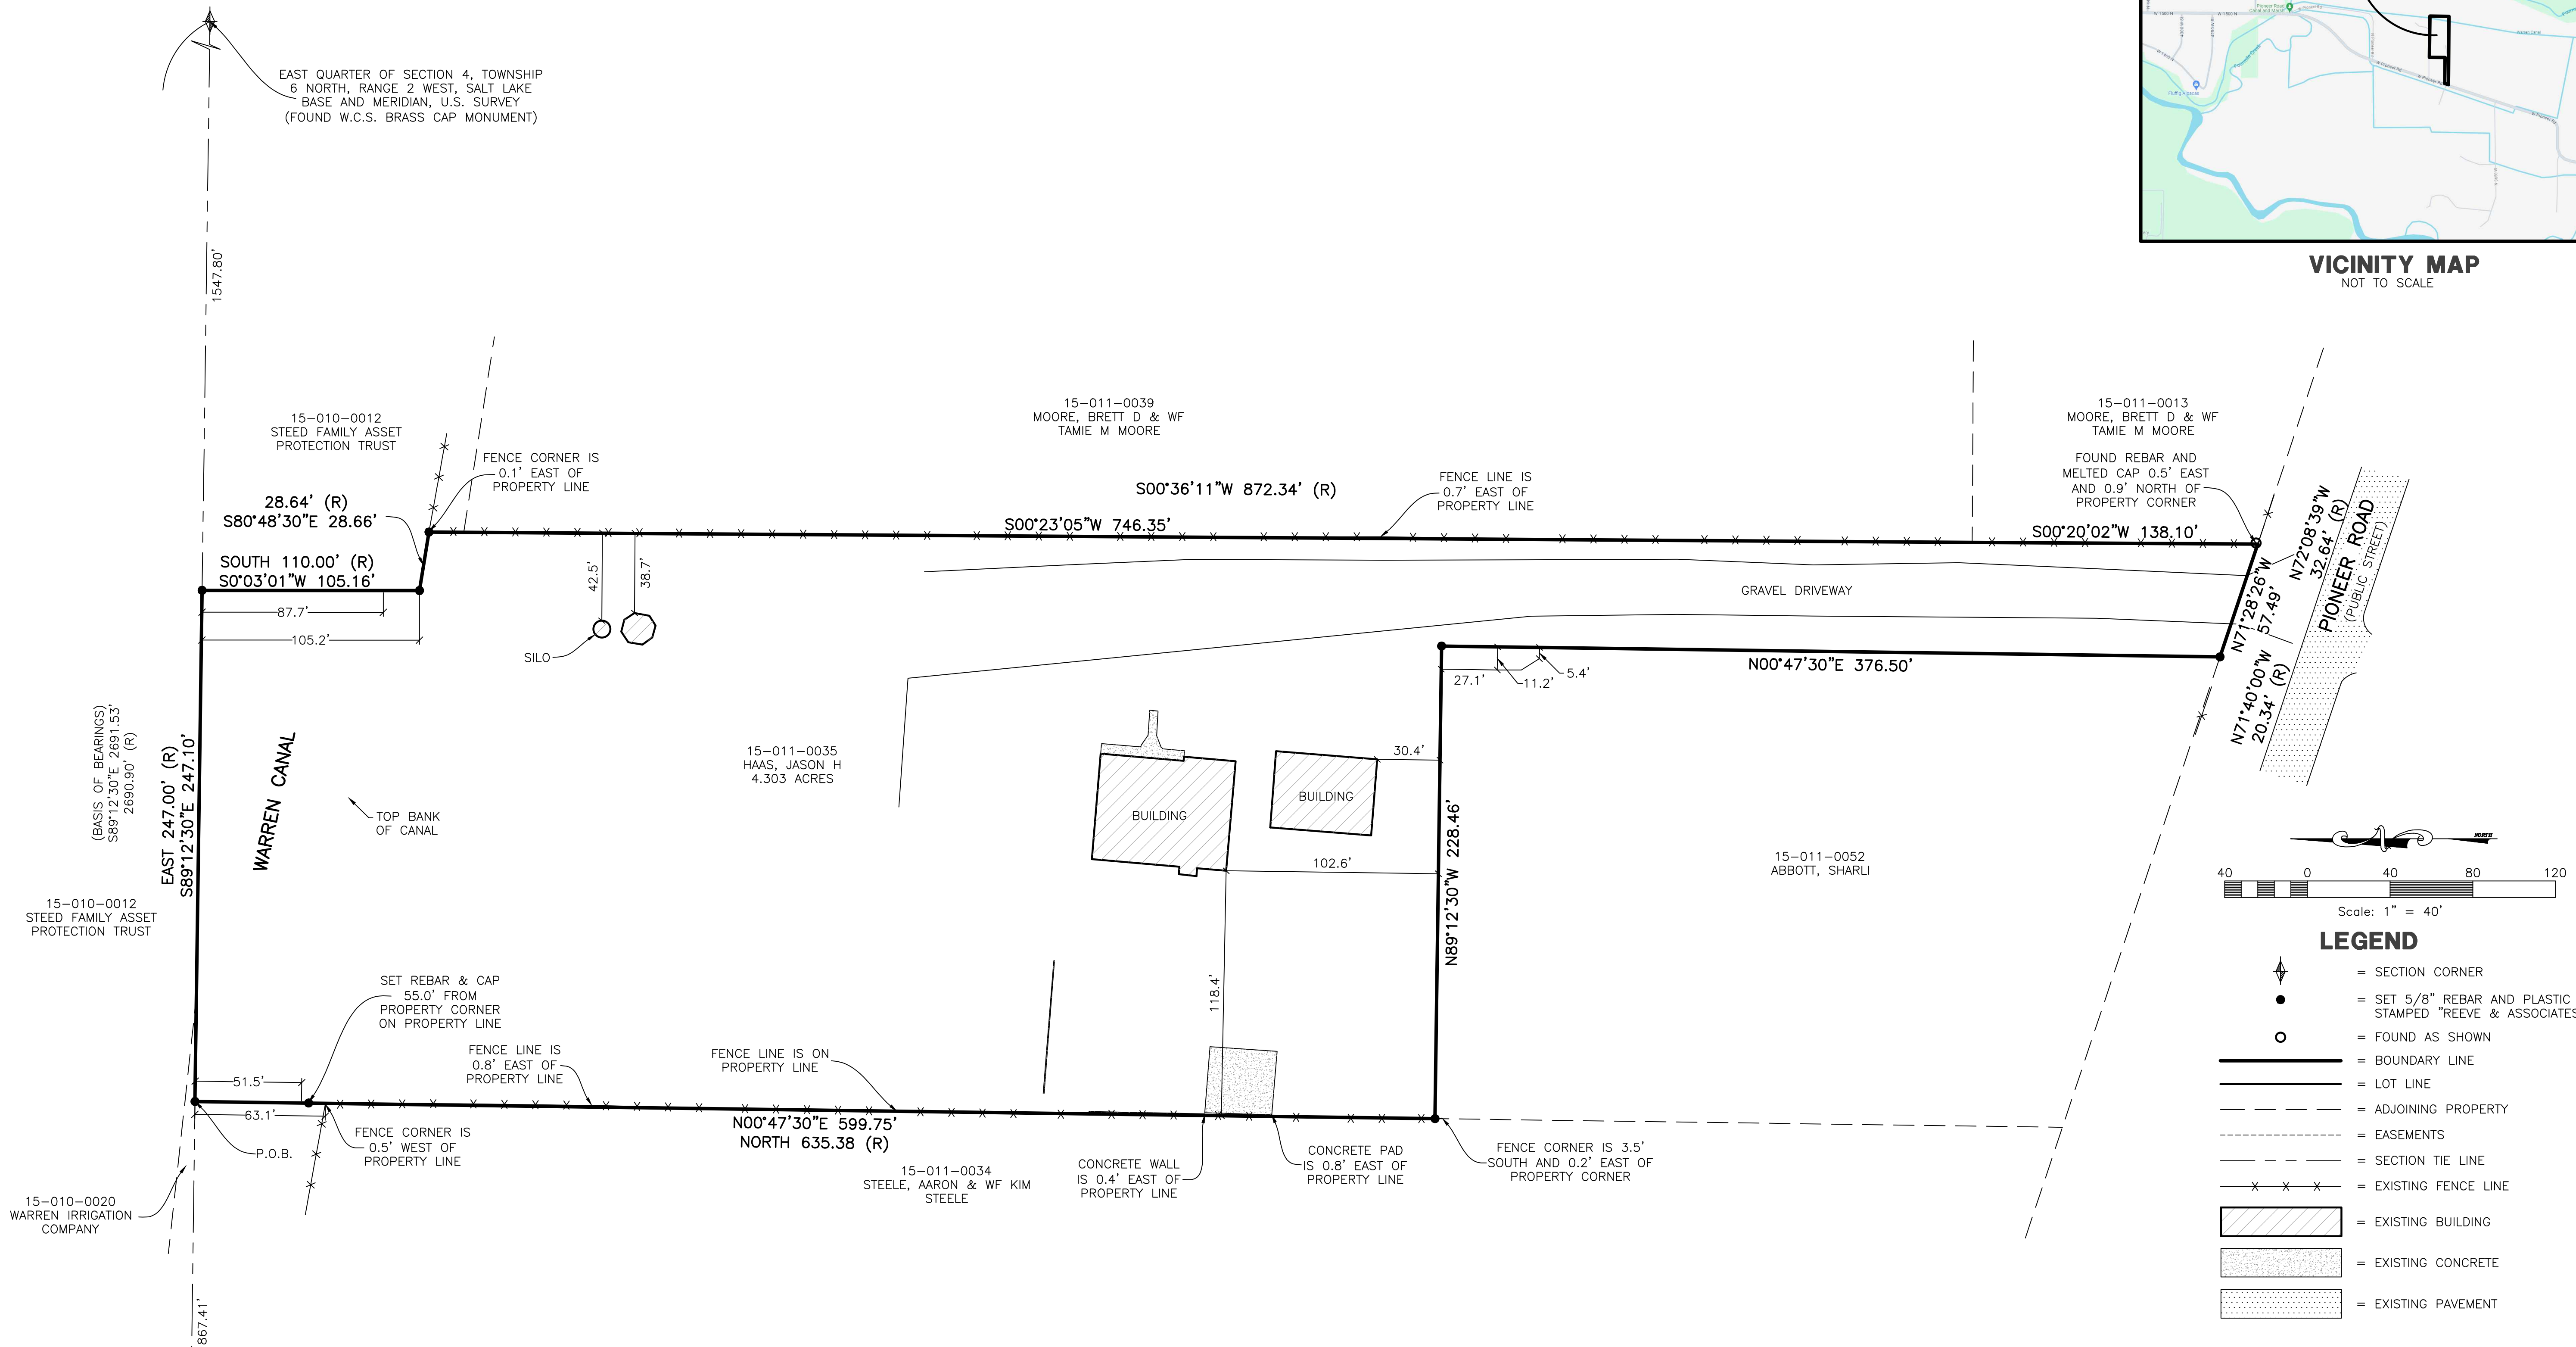 EAST QUARTER OF SECTION 4, TOWNSHIP
6 NORTH, RANGE 2 WEST, SALT LAKE
BASE AND MERIDIAN, U.S. SURVEY
(FOUND W.C.S. BRASS CAP MONUMENT)
1547.80'
Pioneer Road
VICINITY MAP
NOT TO SCALE
15-010-0012
STEED FAMILY ASSET
PROTECTION TRUST
FENCE CORNER IS
0.1' EAST OF
PROPERTY LINE
28.64' (R)
S80°48'30"E 28.66'
SOUTH 110.00' (R)
S0°03'01"W 105.16'
87.7'
105.2'
15-011-0039
MOORE, BRETT D & WF
TAMIE M MOORE
S00°36'11"W 872.34' (R)
S00°23'05"W 746.35'
FENCE LINE IS
0.7' EAST OF
PROPERTY LINE
15-011-0013
MOORE, BRETT D & WF
TAMIE M MOORE
FOUND REBAR AND
MELTED CAP 0.5' EAST
AND 0.9' NORTH OF
PROPERTY CORNER
S00°20'02"W 138.10'
N72°08'39"W
32.64' (R)
N71°28'26"W
57.49'
N71°40'00"W
20.34' (R)
PIONEER ROAD
(PUBLIC STREET)
42.5'
38.7'
SILO
GRAVEL DRIVEWAY
27.1'
11.2'
5.4'
N00°47'30"E 376.50'
(BASIS OF BEARINGS)
S89°12'30"E 2691.53'
2690.90' (R)
EAST 247.00' (R)
S89°12'30"E 247.10'
WARREN CANAL
TOP BANK
OF CANAL
15-011-0035
HAAS, JASON H
4.303 ACRES
BUILDING
BUILDING
30.4'
102.6'
118.4'
N89°12'30"W 228.46'
15-011-0052
ABBOTT, SHARLI
15-010-0012
STEED FAMILY ASSET
PROTECTION TRUST
SET REBAR & CAP
55.0' FROM
PROPERTY CORNER
ON PROPERTY LINE
FENCE LINE IS
0.8' EAST OF
PROPERTY LINE
FENCE LINE IS ON
PROPERTY LINE
51.5'
63.1'
P.O.B.
FENCE CORNER IS
0.5' WEST OF
PROPERTY LINE
N00°47'30"E 599.75'
NORTH 635.38 (R)
15-011-0034
STEELE, AARON & WF KIM
STEELE
CONCRETE WALL
IS 0.4' EAST OF
PROPERTY LINE
CONCRETE PAD
IS 0.8' EAST OF
PROPERTY LINE
FENCE CORNER IS 3.5'
SOUTH AND 0.2' EAST OF
PROPERTY CORNER
15-010-0020
WARREN IRRIGATION
COMPANY
867.41'
NORTH
40 0 40 80 120
Scale: 1" = 40'
LEGEND
= SECTION CORNER
= SET 5/8" REBAR AND PLASTIC
STAMPED "REEVE & ASSOCIATES
= FOUND AS SHOWN
= BOUNDARY LINE
= LOT LINE
= ADJOINING PROPERTY
= EASEMENTS
= SECTION TIE LINE
= EXISTING FENCE LINE
= EXISTING BUILDING
= EXISTING CONCRETE
= EXISTING PAVEMENT